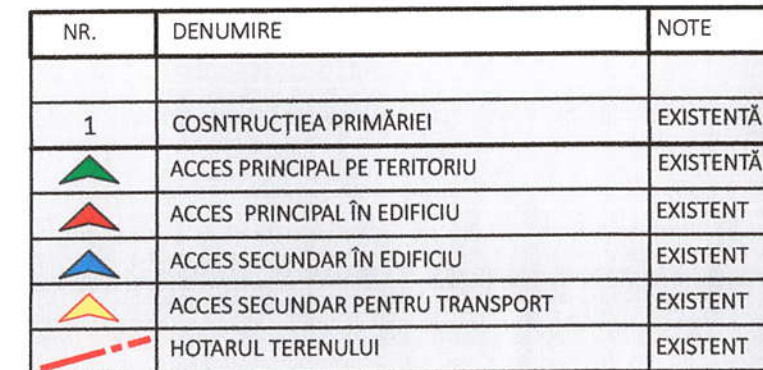 NR. DENUMIRE NOTE
1 COSNTRUCȚIEA PRIMĂRIEI EXISTENTĂ
ACCES PRINCIPAL PE TERITORIU EXISTENTĂ
ACCES PRINCIPAL ÎN EDIFICIU EXISTENT
ACCES SECUNDAR ÎN EDIFICIU EXISTENT
ACCES SECUNDAR PENTRU TRANSPORT EXISTENT
HOTARUL TERENULUI EXISTENT